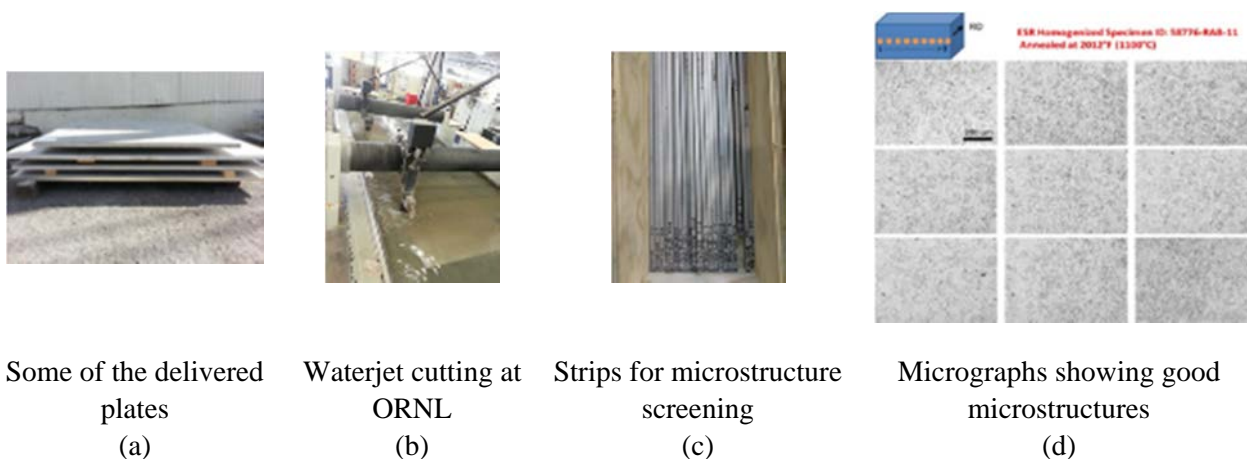 RD
ESR Homogenized Specimen ID: 58776-RAB-11
Annealed at 2012°F (1100°C)
Some of the delivered plates
(a)
Waterjet cutting at ORNL
(b)
Strips for microstructure screening
(c)
Micrographs showing good microstructures
(d)